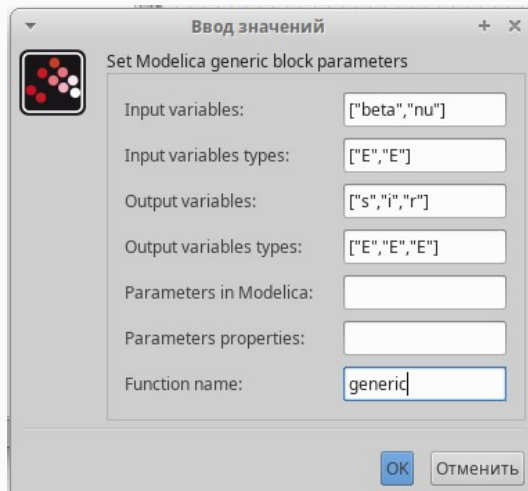 Ввод значений
Set Modelica generic block parameters
Input variables: ["beta","nu"]
Input variables types: ["E","E"]
Output variables: ["s","i","r"]
Output variables types: ["E","E","E"]
Parameters in Modelica:
Parameters properties:
Function name: generic
OK Отменить